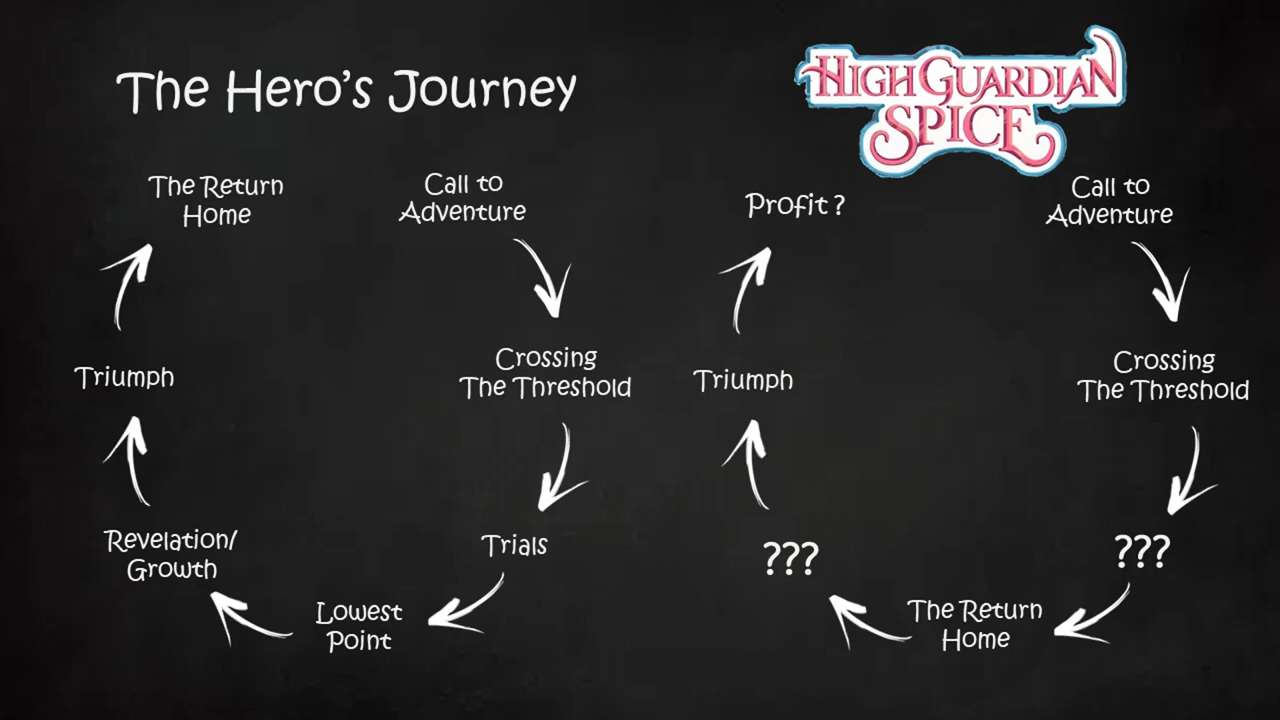 The Hero's Journey
The Return
Home
Call to
Adventure
Crossing
The Threshold
Trials
Lowest
Point
Revelation/
Growth
Triumph
HIGH GUARDIAN
SPICE
Profit ?
Call to
Adventure
Crossing
The Threshold
???
The Return
Home
???
Triumph